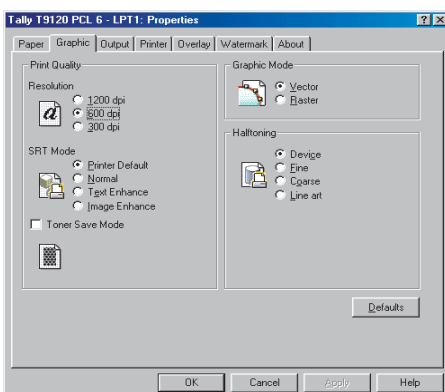 Tally T9120 PCL 6 - LPT1: Properties
Paper Graphic Output Printer Overlay Watermark About
Print Quality
Resolution
1200 dpi
600 dpi
300 dpi
SRT Mode
Printer Default
Normal
Text Enhance
Image Enhance
Toner Save Mode
Graphic Mode
Vector
Raster
Halftoning
Device
Fine
Coarse
Line art
Defaults
OK Cancel Apply Help